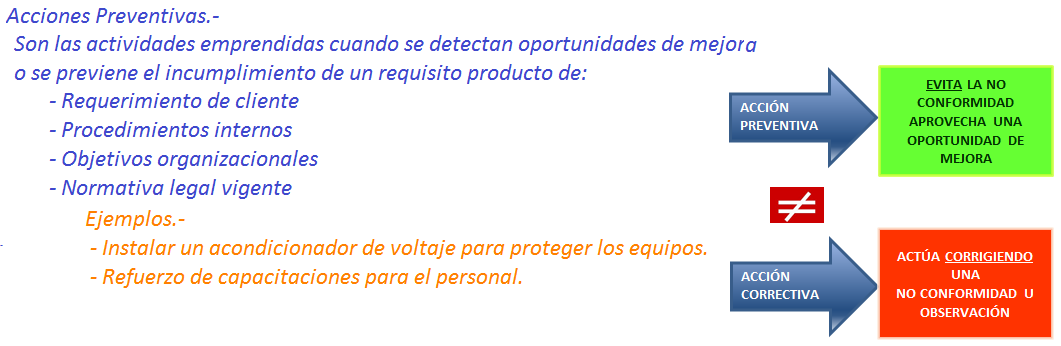 Acciones Preventivas.-
Son las actividades emprendidas cuando se detectan oportunidades de mejora
o se previene el incumplimiento de un requisito producto de:
- Requerimiento de cliente
- Procedimientos internos
- Objetivos organizacionales
- Normativa legal vigente
Ejemplos.-
- Instalar un acondicionador de voltaje para proteger los equipos.
- Refuerzo de capacitaciones para el personal.
ACCIÓN
PREVENTIVA
EVITA LA NO
CONFORMIDAD
APROVECHA UNA
OPORTUNIDAD DE
MEJORA
≠
ACCIÓN
CORRECTIVA
ACTÚA CORRIGIENDO
UNA
NO CONFORMIDAD U
OBSERVACIÓN